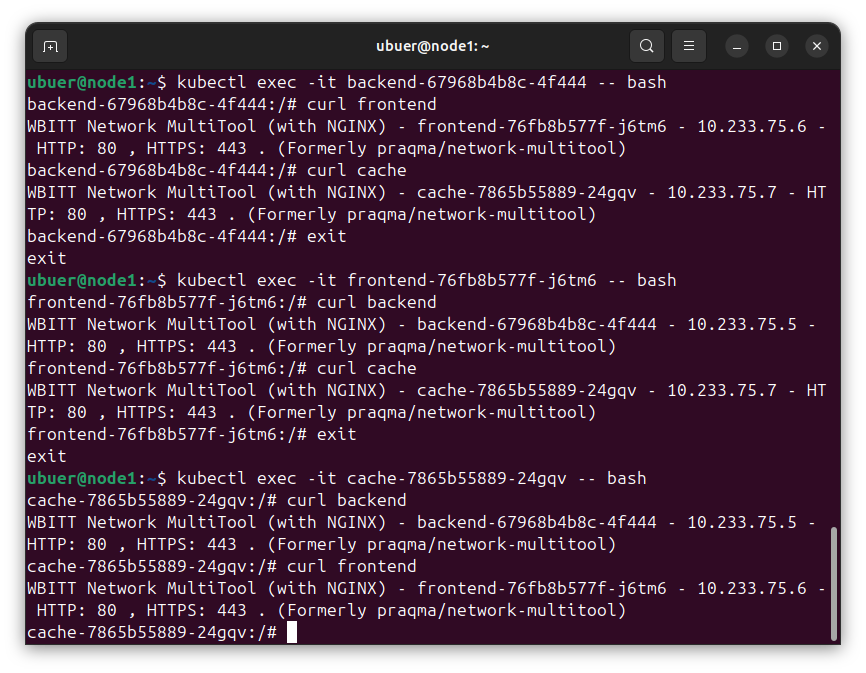 ubuer@node1: ~
ubuer@node1:~$ kubectl exec -it backend-67968b4b8c-4f444 -- bash
backend-67968b4b8c-4f444:/# curl frontend
WBITT Network MultiTool (with NGINX) - frontend-76fb8b577f-j6tm6 - 10.233.75.6 -
 HTTP: 80 , HTTPS: 443 . (Formerly praqma/network-multitool)
backend-67968b4b8c-4f444:/# curl cache
WBITT Network MultiTool (with NGINX) - cache-7865b55889-24gqv - 10.233.75.7 - HT
TP: 80 , HTTPS: 443 . (Formerly praqma/network-multitool)
backend-67968b4b8c-4f444:/# exit
exit
ubuer@node1:~$ kubectl exec -it frontend-76fb8b577f-j6tm6 -- bash
frontend-76fb8b577f-j6tm6:/# curl backend
WBITT Network MultiTool (with NGINX) - backend-67968b4b8c-4f444 - 10.233.75.5 -
HTTP: 80 , HTTPS: 443 . (Formerly praqma/network-multitool)
frontend-76fb8b577f-j6tm6:/# curl cache
WBITT Network MultiTool (with NGINX) - cache-7865b55889-24gqv - 10.233.75.7 - HT
TP: 80 , HTTPS: 443 . (Formerly praqma/network-multitool)
frontend-76fb8b577f-j6tm6:/# exit
exit
ubuer@node1:~$ kubectl exec -it cache-7865b55889-24gqv -- bash
cache-7865b55889-24gqv:/# curl backend
WBITT Network MultiTool (with NGINX) - backend-67968b4b8c-4f444 - 10.233.75.5 -
HTTP: 80 , HTTPS: 443 . (Formerly praqma/network-multitool)
cache-7865b55889-24gqv:/# curl frontend
WBITT Network MultiTool (with NGINX) - frontend-76fb8b577f-j6tm6 - 10.233.75.6 -
 HTTP: 80 , HTTPS: 443 . (Formerly praqma/network-multitool)
cache-7865b55889-24gqv:/#